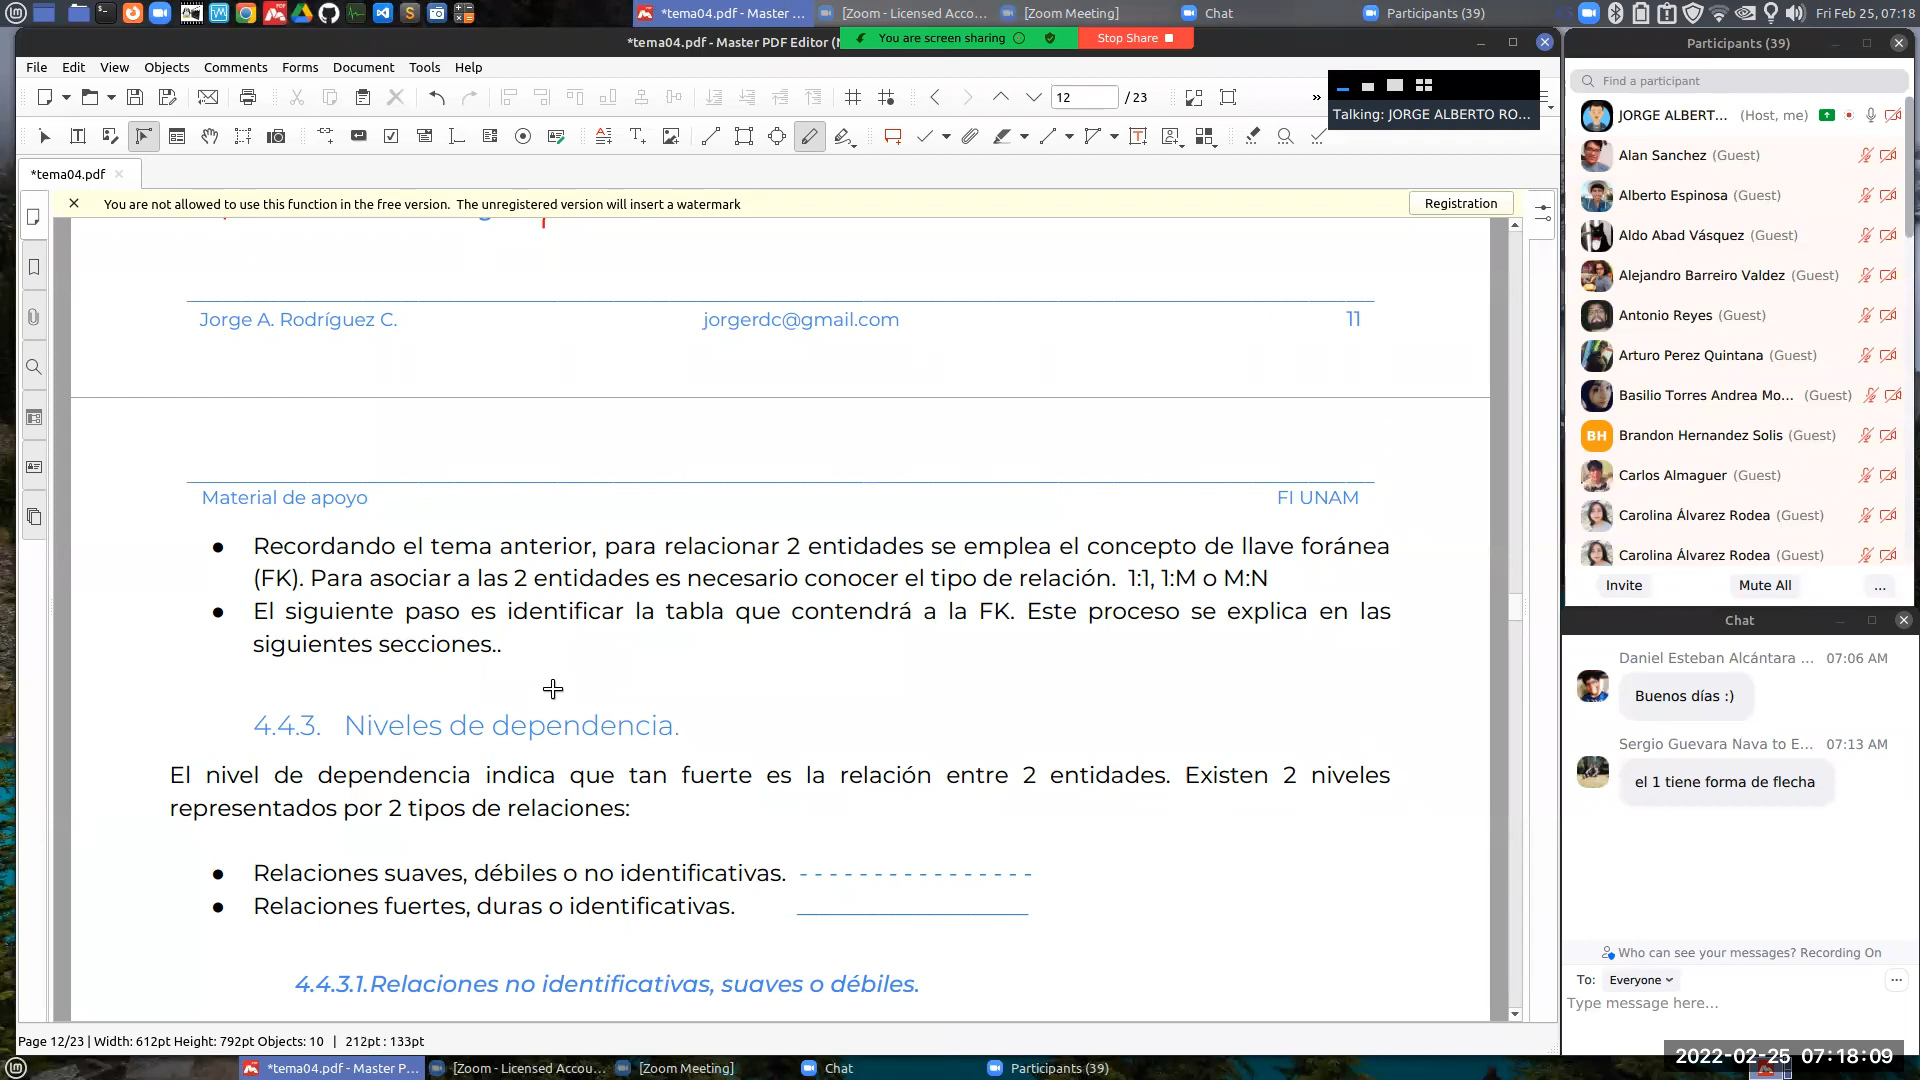 *tema04.pdf - Master ...
[Zoom - Licensed Acco...
[Zoom Meeting]
Chat
Participants (39)
Fri Feb 25, 07:18
*tema04.pdf - Master PDF Editor (
You are screen sharing
Stop Share
File Edit View Objects Comments Forms Document Tools Help
12 / 23
Talking: JORGE ALBERTO RO...
*tema04.pdf
You are not allowed to use this function in the free version. The unregistered version will insert a watermark
Registration
Jorge A. Rodríguez C. jorgerdc@gmail.com 11
Material de apoyo FI UNAM
● Recordando el tema anterior, para relacionar 2 entidades se emplea el concepto de llave foránea
(FK). Para asociar a las 2 entidades es necesario conocer el tipo de relación. 1:1, 1:M o M:N
● El siguiente paso es identificar la tabla que contendrá a la FK. Este proceso se explica en las
siguientes secciones..
4.4.3. Niveles de dependencia.
El nivel de dependencia indica que tan fuerte es la relación entre 2 entidades. Existen 2 niveles
representados por 2 tipos de relaciones:
● Relaciones suaves, débiles o no identificativas. - - - - - - - - - - - - - - - -
● Relaciones fuertes, duras o identificativas.
4.4.3.1.Relaciones no identificativas, suaves o débiles.
Page 12/23 | Width: 612pt Height: 792pt Objects: 10 | 212pt : 133pt
Participants (39)
Find a participant
JORGE ALBERT... (Host, me)
Alan Sanchez (Guest)
Alberto Espinosa (Guest)
Aldo Abad Vásquez (Guest)
Alejandro Barreiro Valdez (Guest)
Antonio Reyes (Guest)
Arturo Perez Quintana (Guest)
Basilio Torres Andrea Mo... (Guest)
BH Brandon Hernandez Solis (Guest)
Carlos Almaguer (Guest)
Carolina Álvarez Rodea (Guest)
Carolina Álvarez Rodea (Guest)
Invite Mute All ...
Chat
Daniel Esteban Alcántara ... 07:06 AM
Buenos días :)
Sergio Guevara Nava to E... 07:13 AM
el 1 tiene forma de flecha
Who can see your messages? Recording On
To: Everyone
Type message here...
*tema04.pdf - Master P...
[Zoom - Licensed Accou...
[Zoom Meeting]
Chat
Participants (39)
2022-02-25 07:18:09